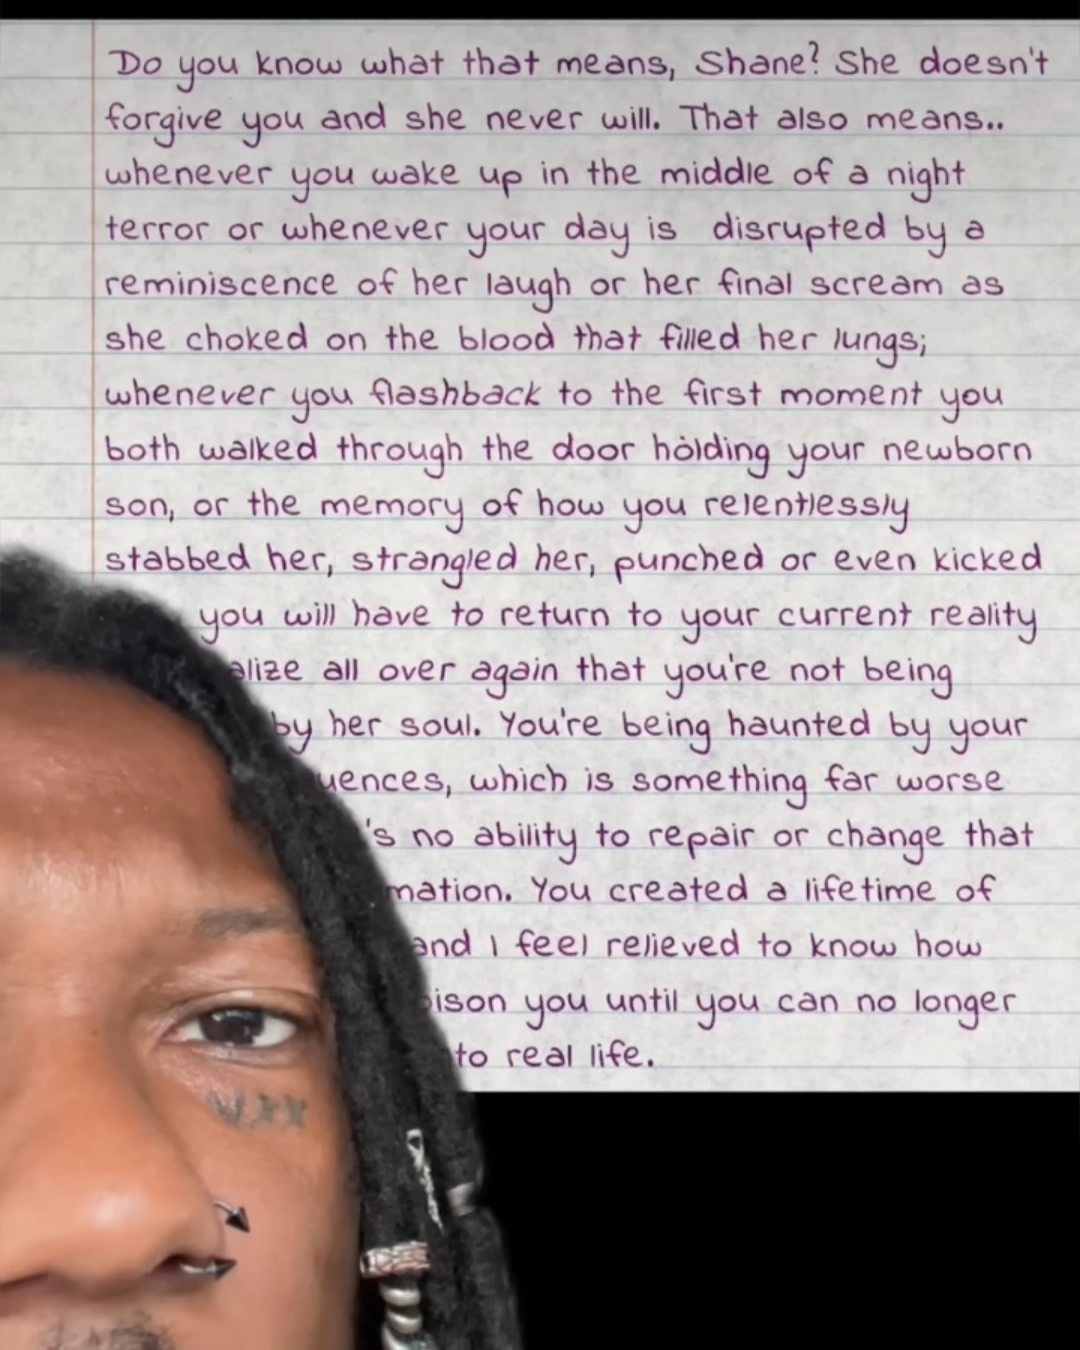 Do you know what that means, Shane? She doesn't
forgive you and she never will. That also means..
whenever you wake up in the middle of a night
terror or whenever your day is disrupted by a
reminiscence of her laugh or her final scream as
she choked on the blood that filled her lungs;
whenever you flashback to the first moment you
both walked through the door holding your newborn
son, or the memory of how you relentlessly
stabbed her, strangled her, punched or even kicked
you will have to return to your current reality
all over again that you're not being
by her soul. You're being haunted by your
which is something far worse
no ability to repair or change that
You created a lifetime of
and I feel relieved to know how
you until you can no longer
to real life.
VXX